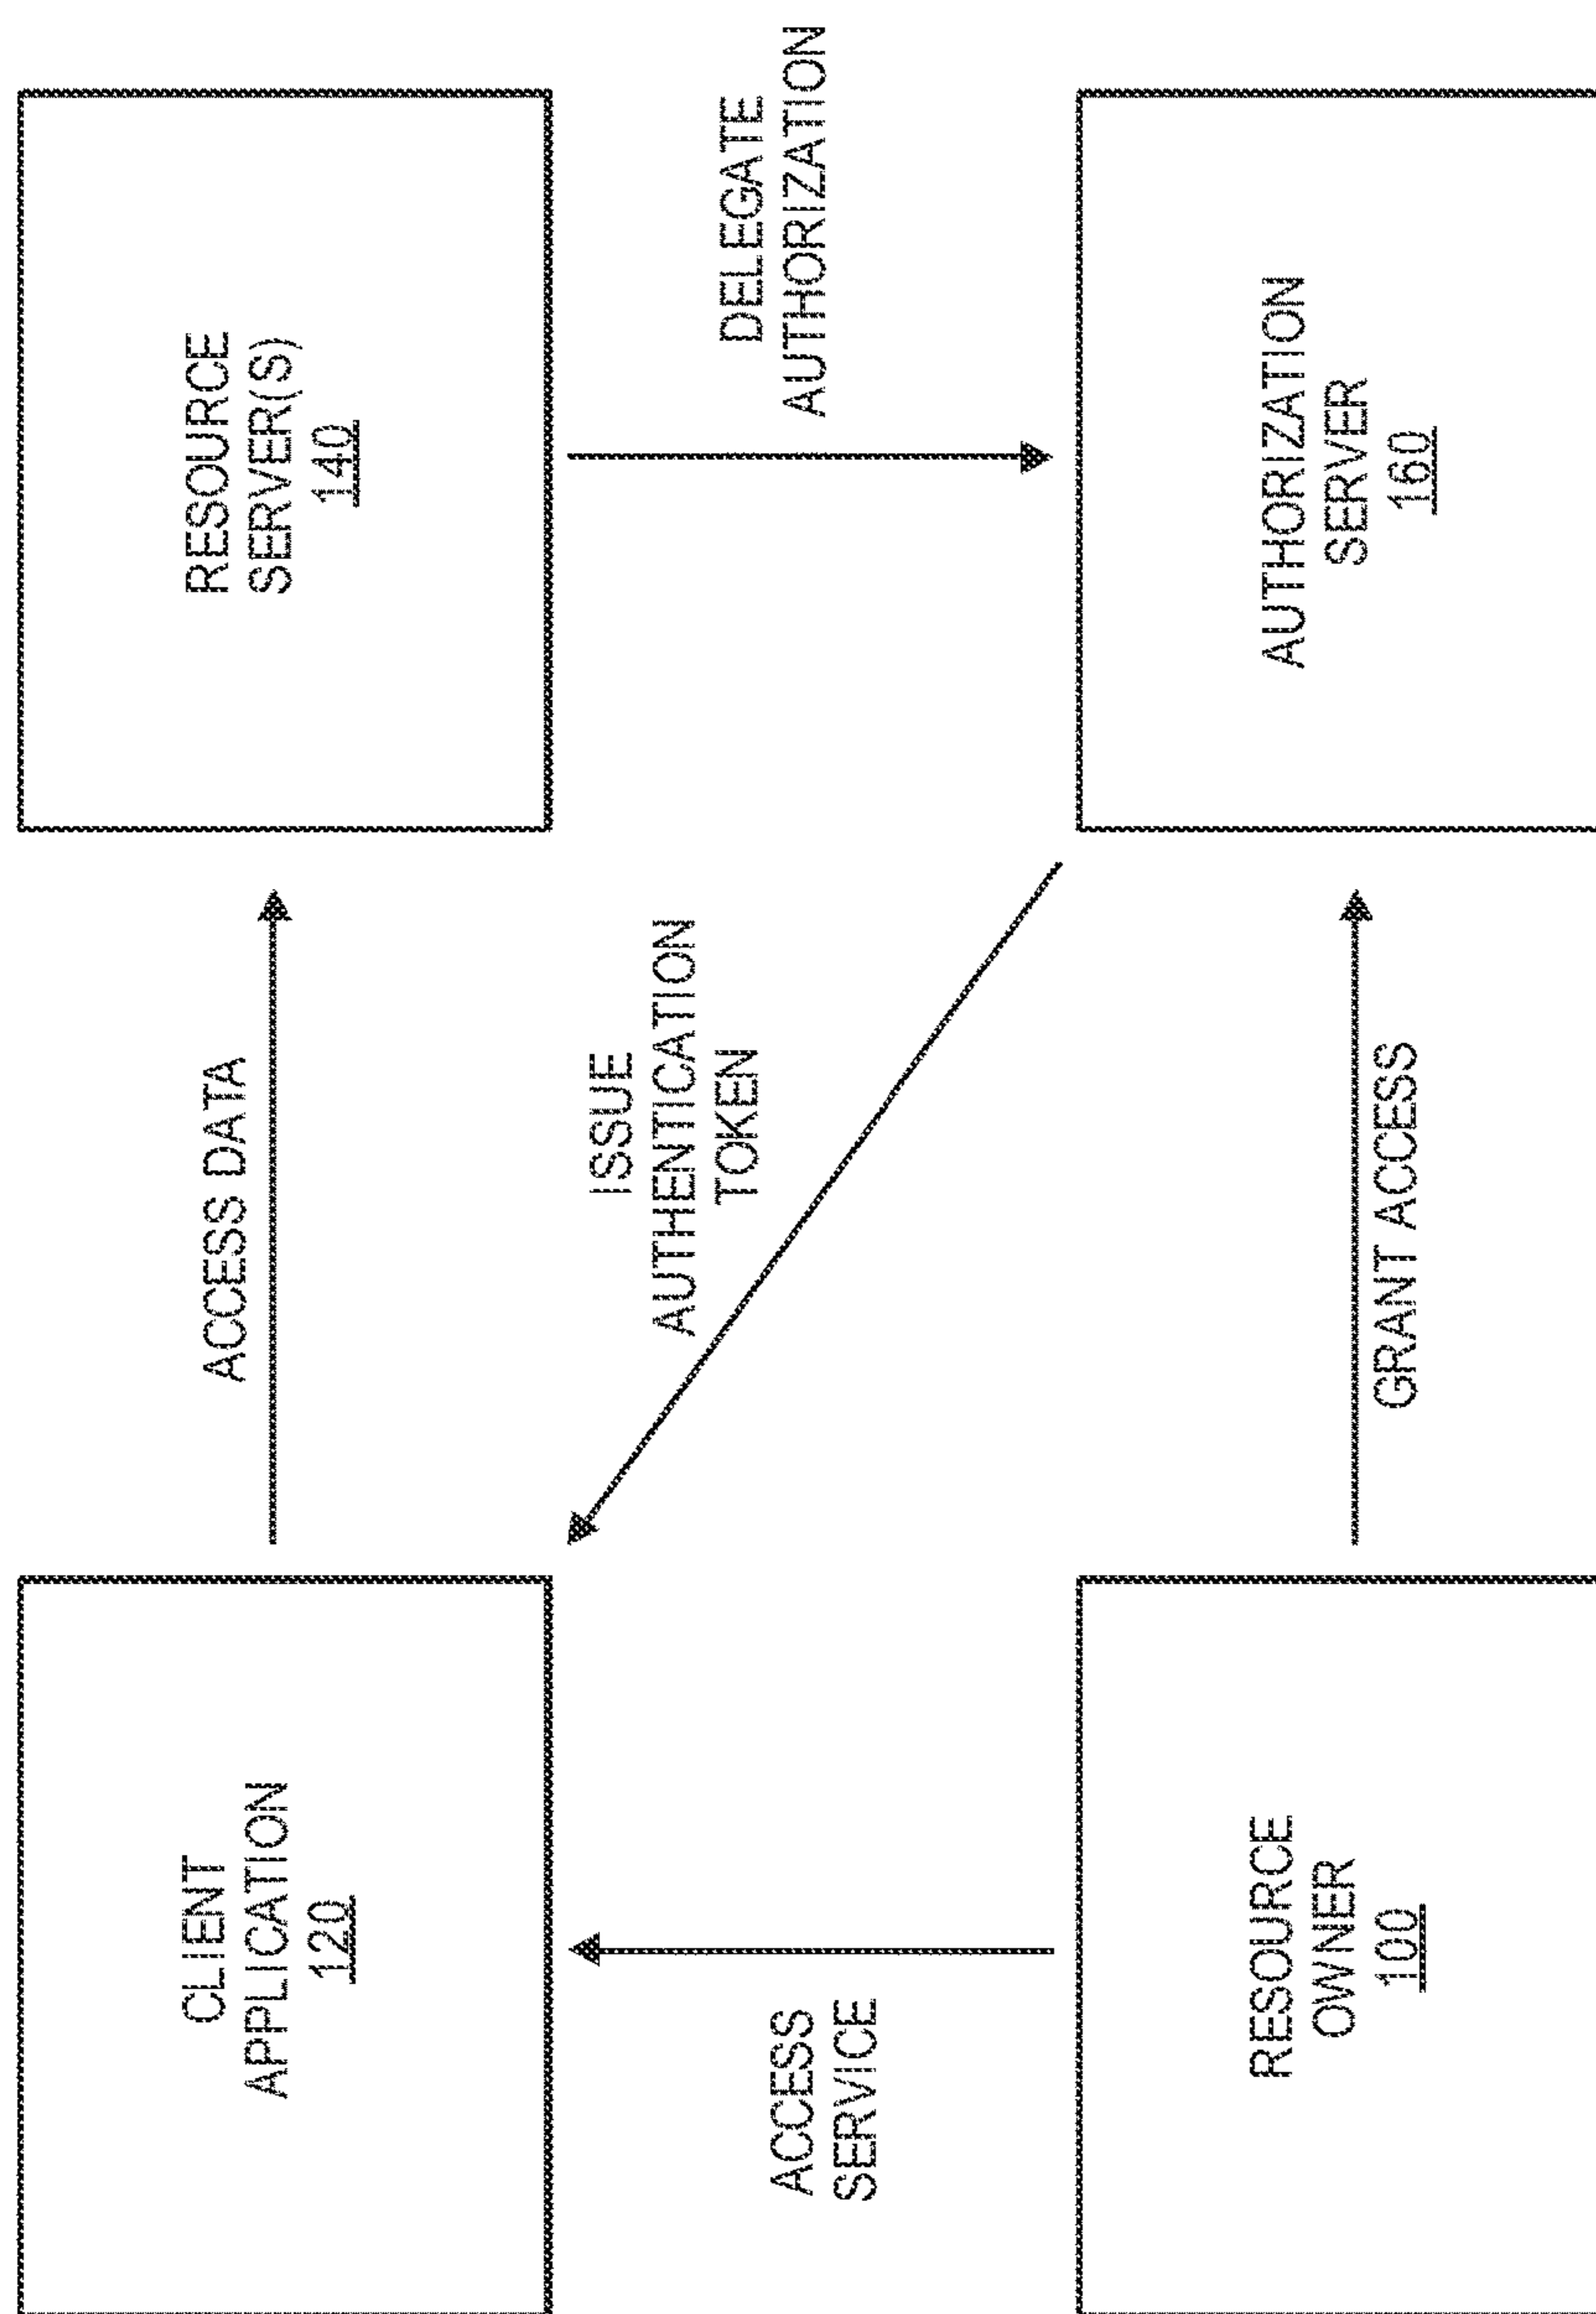 CLIENT
APPLICATION
120
ACCESS DATA
RESOURCE
SERVER(S)
140
ISSUE
AUTHENTICATION
TOKEN
ACCESS
SERVICE
DELEGATE
AUTHORIZATION
RESOURCE
OWNER
100
GRANT ACCESS
AUTHORIZATION
SERVER
160